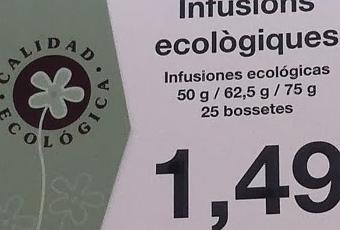 CALIDAD
ECOLÓGICA
Infusions
ecològiques
Infusiones ecológicas
50 g / 62,5 g / 75 g
25 bossetes
1,49